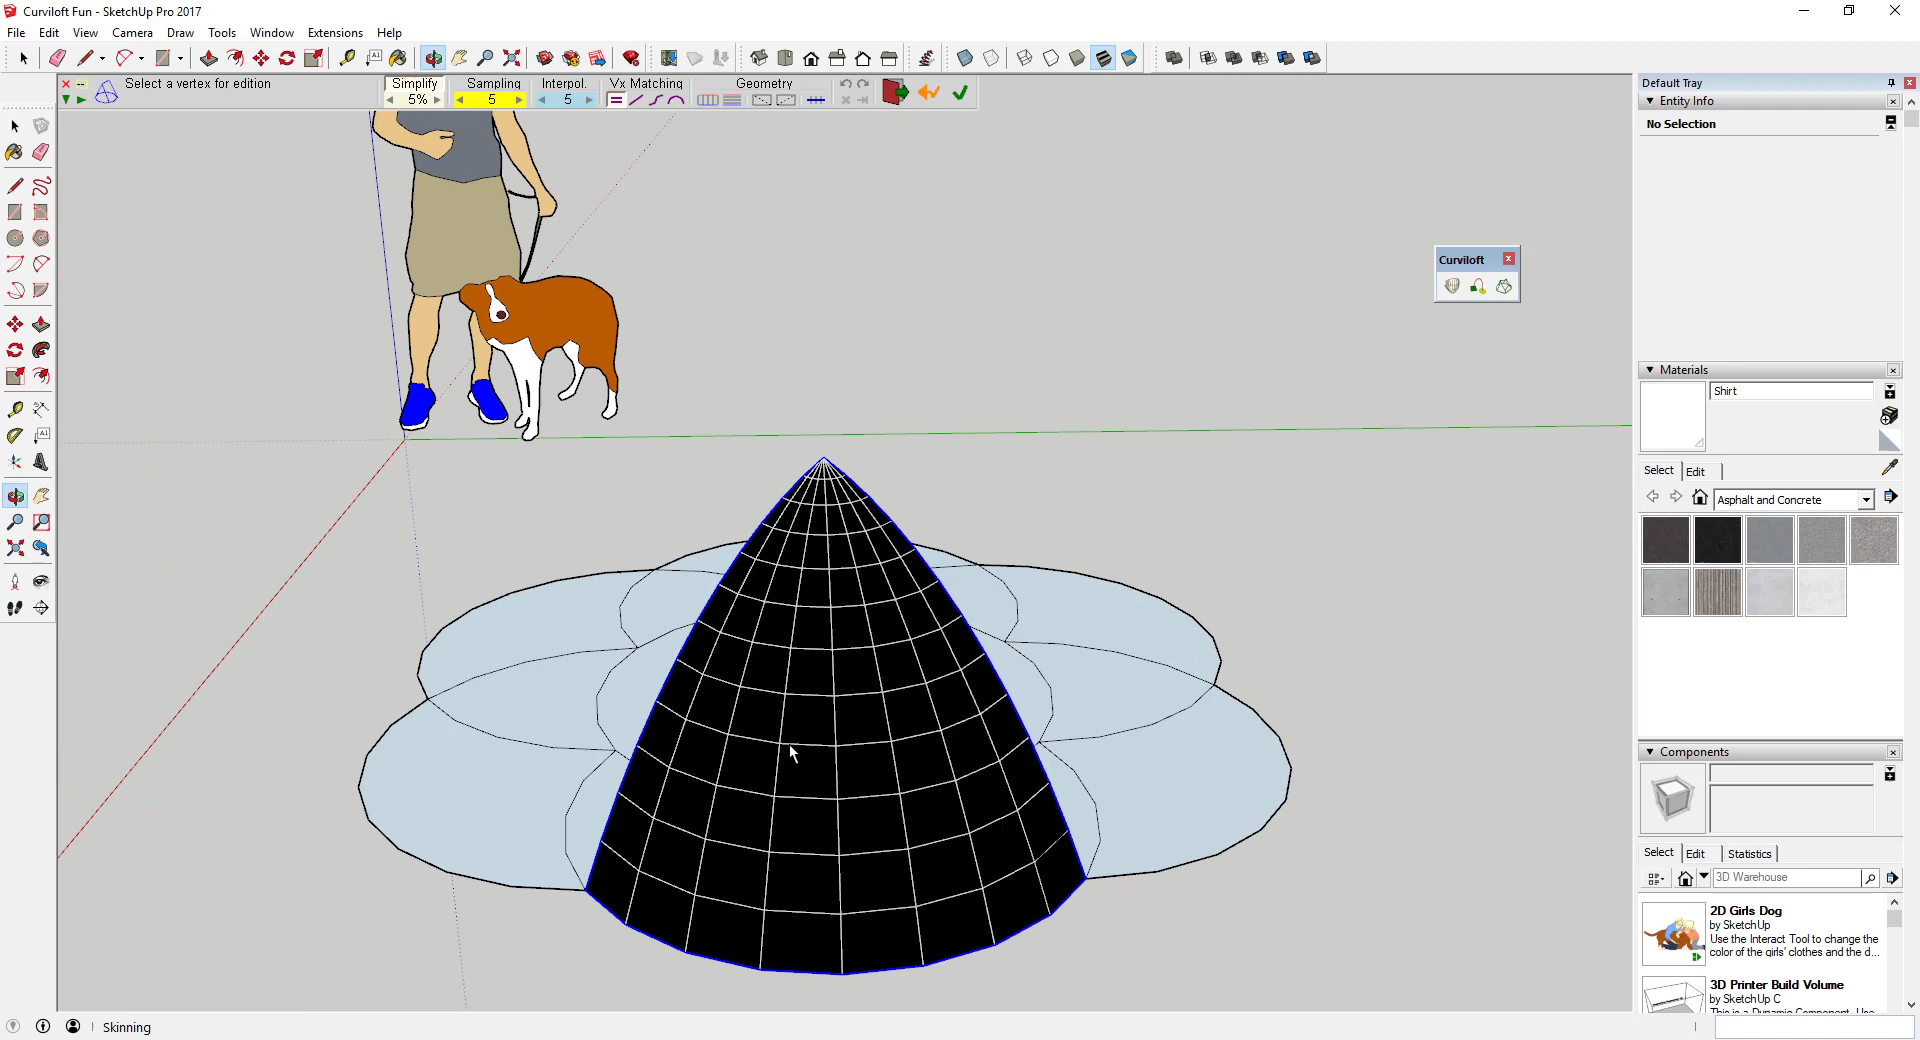 Curviloft Fun - SketchUp Pro 2017
File Edit View Camera Draw Tools Window Extensions Help
Select a vertex for edition
Simplify Sampling Interpol. Vx Matching Geometry
5% 5 5
Curviloft
Default Tray
Entity Info
No Selection
Materials
Shirt
Select Edit
Asphalt and Concrete
Components
Select Edit Statistics
3D Warehouse
2D Girls Dog
by SketchUp
Use the Interact Tool to change the
color of the girls' clothes and the d...
3D Printer Build Volume
by SketchUp C
Skinning